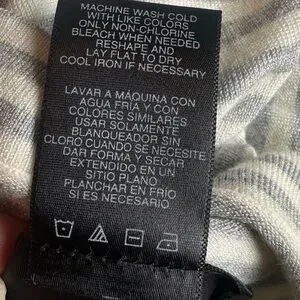 MACHINE WASH COLD
WITH LIKE COLORS
ONLY NON-CHLORINE
BLEACH WHEN NEEDED
RESHAPE AND
LAY FLAT TO DRY
COOL IRON IF NECESSARY
LAVAR A MÁQUINA CON
AGUA FRÍA Y CON
COLORES SIMILARES
USAR SOLAMENTE
BLANQUEADOR SIN
CLORO CUANDO SE NECESITE
DAR FORMA Y SECAR
EXTENDIDO EN UN
SITIO PLANO
PLANCHAR EN FRÍO
SI ES NECESARIO